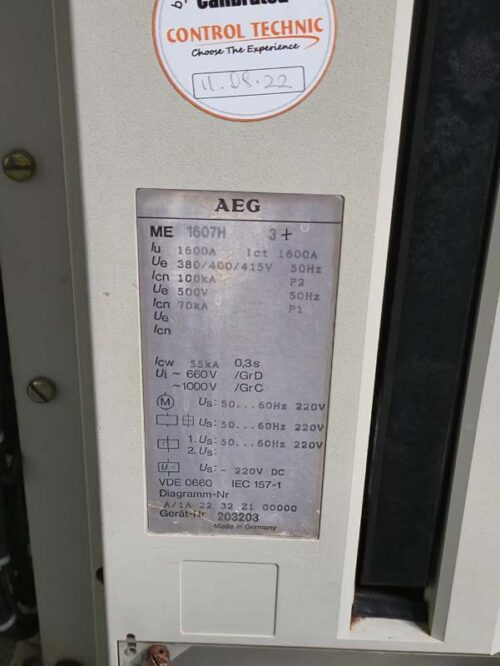 by
Calibrated
CONTROL TECHNIC
Choose The Experience
11.08.22
AEG
ME 1607H 3
Iu 1600A Ict 1600A
Ue 380/400/415V 50Hz
Icn 100kA P2
Ue 500V 50Hz
Icn 70kA P1
Ue
Icn
Icw 55kA 0,3s
Ui ~ 660V /GrD
~1000V /GrC
M Us: 50...60Hz 220V
Us: 50...60Hz 220V
1. Us: 50...60Hz 220V
2. Us:
U< Us: - 220V DC
VDE 0660 IEC 157-1
Diagramm-Nr
A/1A 22 32 Z1 00000
Gerät-Nr 203203
Made in Germany